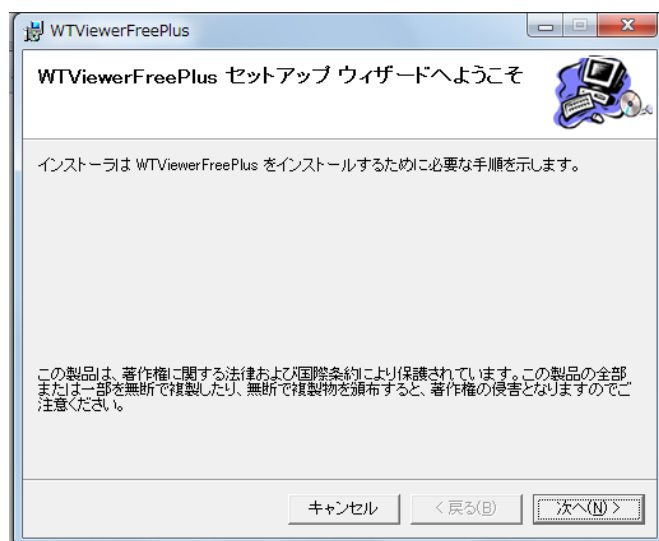 WTViewerFreePlus
WTViewerFreePlus セットアップ ウィザードへようこそ
インストーラは WTViewerFreePlus をインストールするために必要な手順を示します。
この製品は、著作権に関する法律および国際条約により保護されています。この製品の全部
または一部を無断で複製したり、無断で複製物を頒布すると、著作権の侵害となりますのでご
注意ください。
キャンセル
< 戻る(B)
次へ(N) >